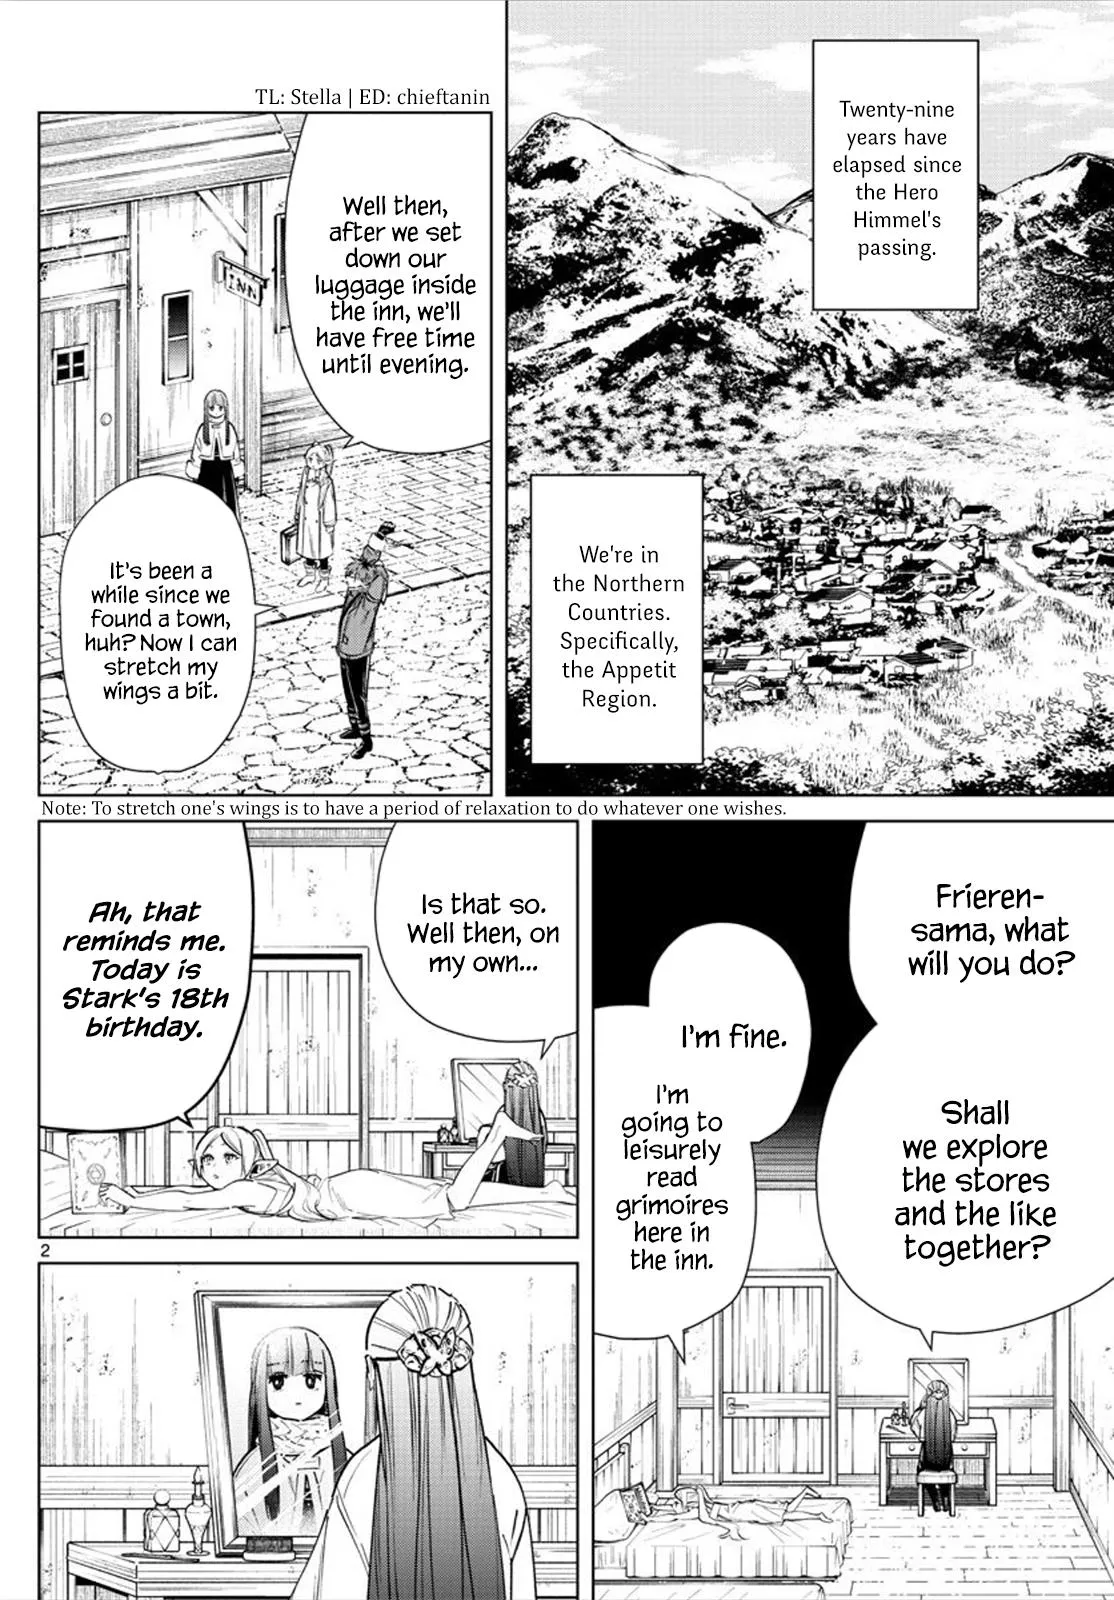 Twenty-nine
years have
elapsed since
the Hero
Himmel's
passing.
We're in
the Northern
Countries.
Specifically,
the Appetit
Region.
TL: Stella | ED: chieftanin
Well then,
after we set
down our
luggage inside
the inn, we'll
have free time
until evening.
INN
It's been a
while since we
found a town,
huh? Now I can
stretch my
wings a bit.
Note: To stretch one's wings is to have a period of relaxation to do whatever one wishes.
Frieren-
sama, what
will you do?
Shall
we explore
the stores
and the like
together?
I'm fine.
I'm
going to
leisurely
read
grimoires
here in
the inn.
Is that so.
Well then, on
my own...
Ah, that
reminds me.
Today is
Stark's 18th
birthday.
2